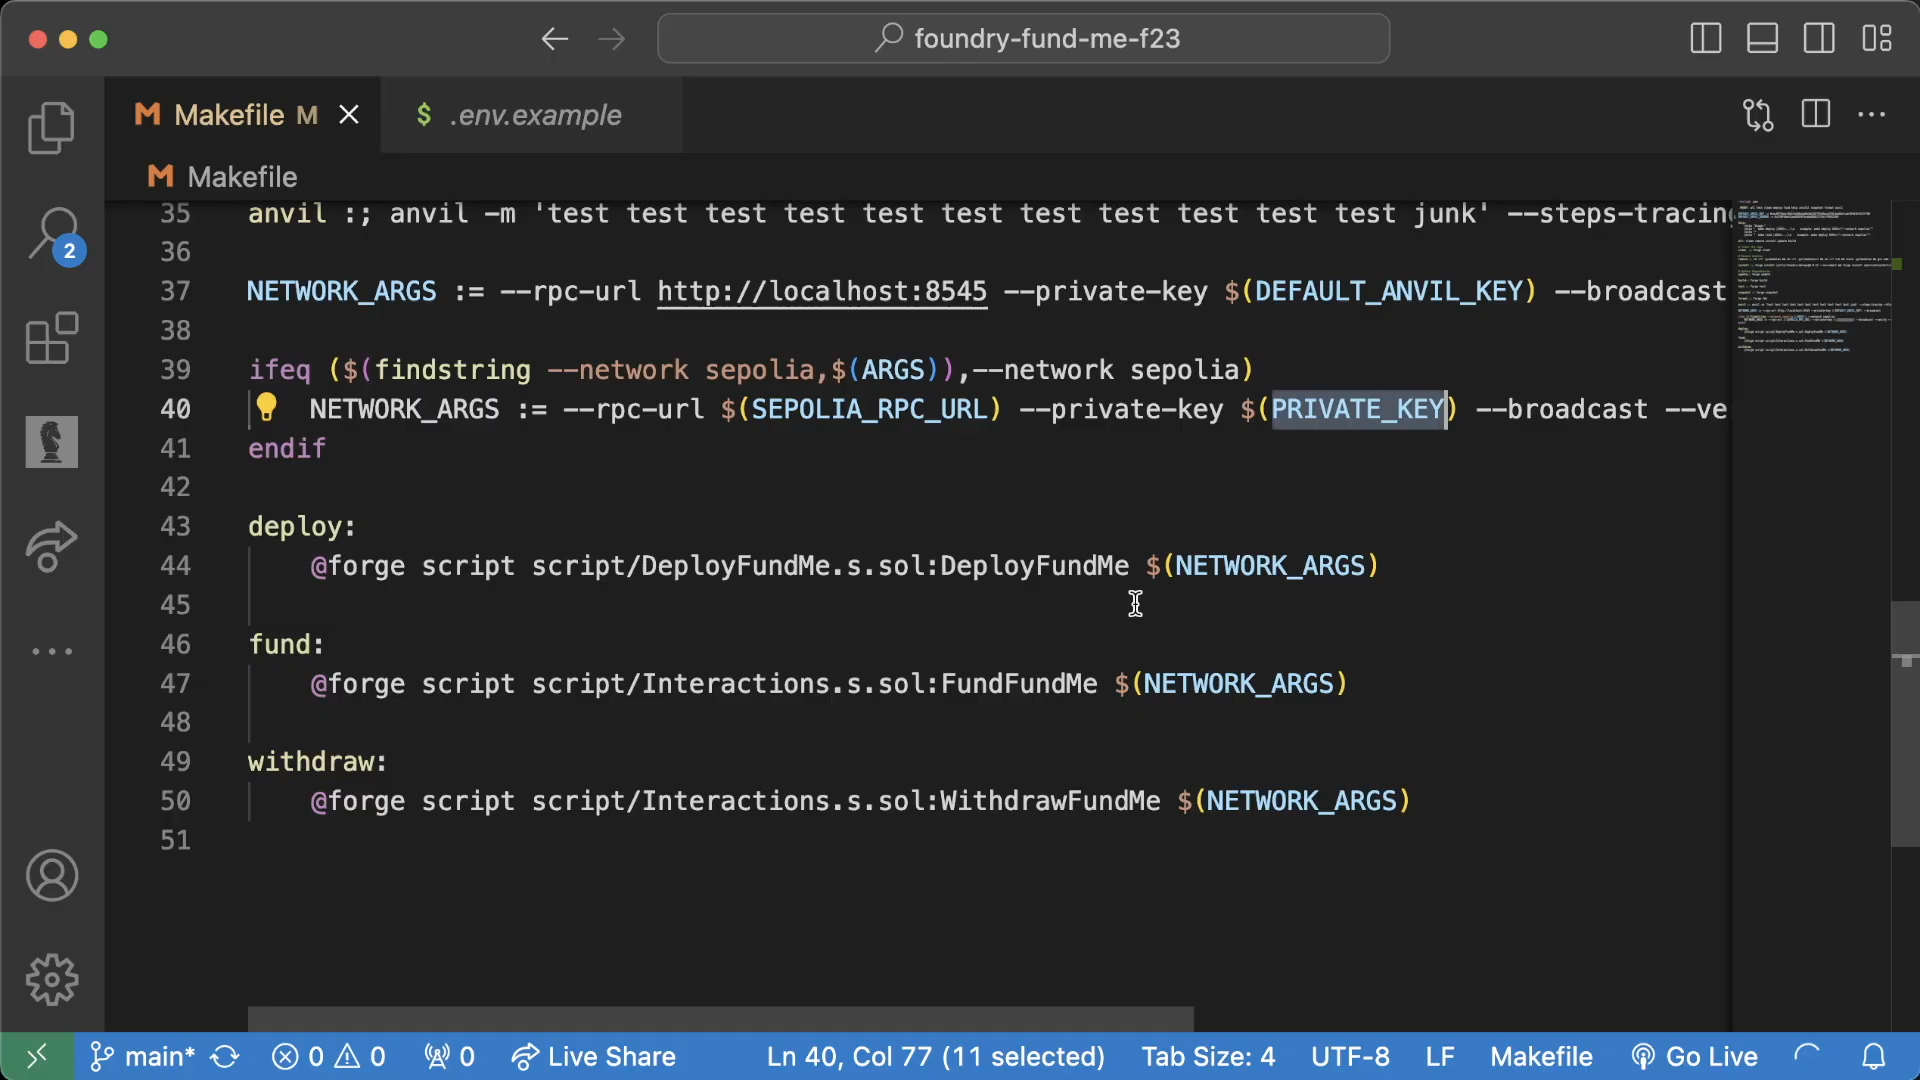 foundry-fund-me-f23
Makefile M
$ .env.example
Makefile
35 anvil :; anvil -m 'test test test test test test test test test test test junk' --steps-tracing
36
37 NETWORK_ARGS := --rpc-url http://localhost:8545 --private-key $(DEFAULT_ANVIL_KEY) --broadcast
38
39 ifeq ($(findstring --network sepolia,$(ARGS)),--network sepolia)
40 NETWORK_ARGS := --rpc-url $(SEPOLIA_RPC_URL) --private-key $(PRIVATE_KEY) --broadcast --ve
41 endif
42
43 deploy:
44 @forge script script/DeployFundMe.s.sol:DeployFundMe $(NETWORK_ARGS)
45
46 fund:
47 @forge script script/Interactions.s.sol:FundFundMe $(NETWORK_ARGS)
48
49 withdraw:
50 @forge script script/Interactions.s.sol:WithdrawFundMe $(NETWORK_ARGS)
51
2
main* 0 0 0 Live Share Ln 40, Col 77 (11 selected) Tab Size: 4 UTF-8 LF Makefile Go Live